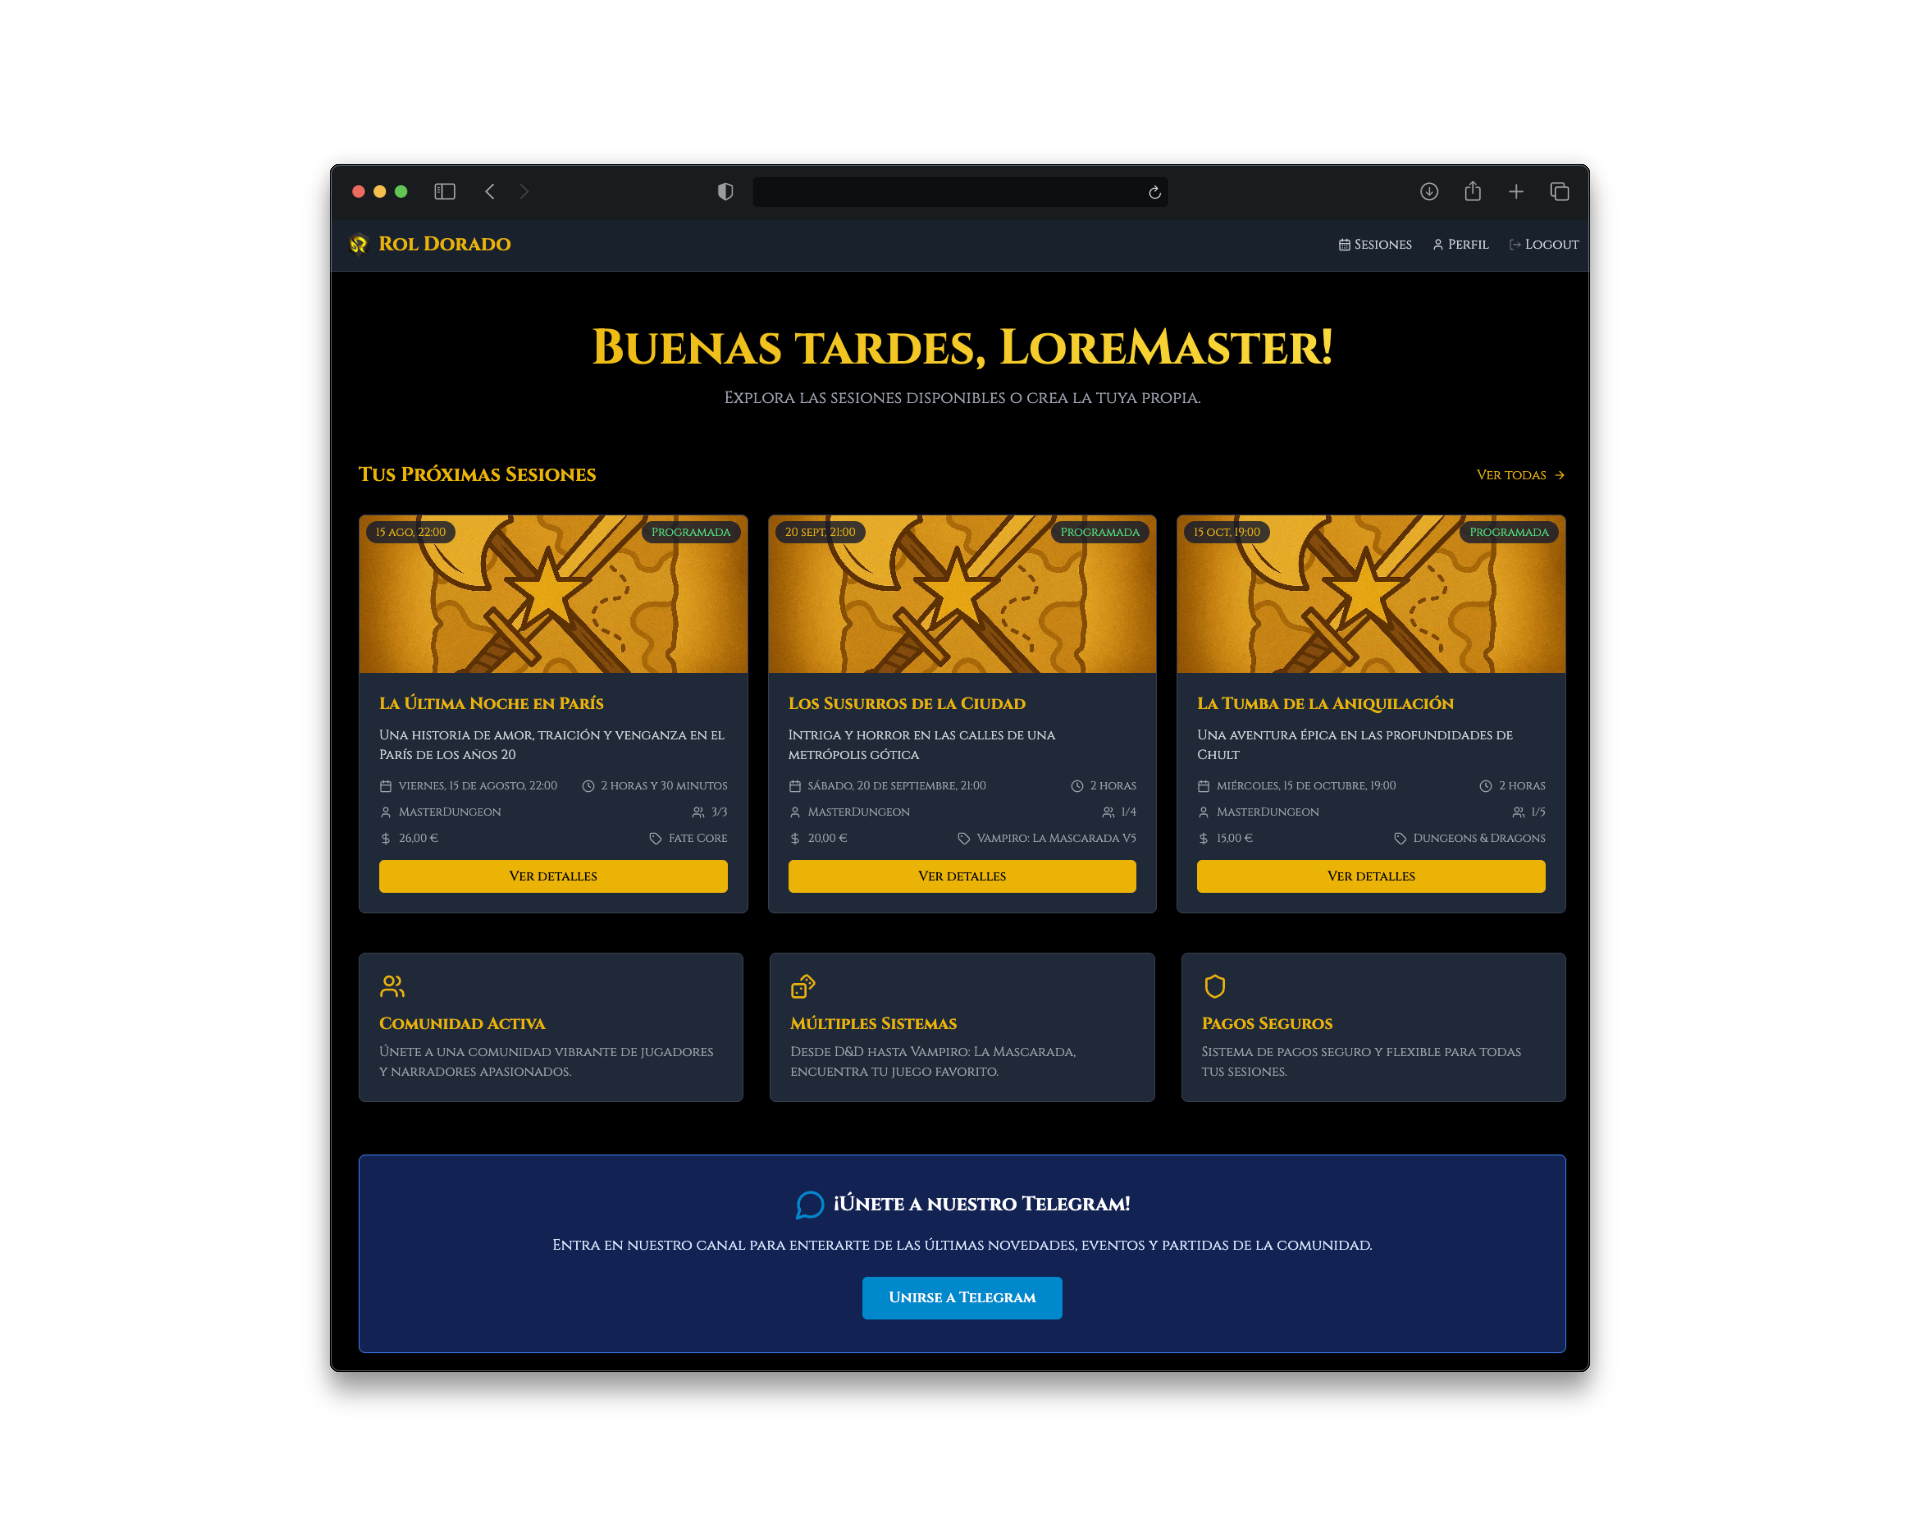 Rol Dorado
Sesiones Perfil Logout
Buenas tardes, LoreMaster!
Explora las sesiones disponibles o crea la tuya propia.
Tus Próximas Sesiones
Ver todas →
15 ago, 22:00 Programada
La Última Noche en París
Una historia de amor, traición y venganza en el
París de los años 20
viernes, 15 de agosto, 22:00 2 horas y 30 minutos
MasterDungeon 3/3
26,00 € Fate Core
Ver detalles
20 sept, 21:00 Programada
Los Susurros de la Ciudad
Intriga y horror en las calles de una
metrópolis gótica
sábado, 20 de septiembre, 21:00 2 horas
MasterDungeon 1/4
20,00 € Vampiro: La Mascarada V5
Ver detalles
15 oct, 19:00 Programada
La Tumba de la Aniquilación
Una aventura épica en las profundidades de
Chult
miércoles, 15 de octubre, 19:00 2 horas
MasterDungeon 1/5
15,00 € Dungeons & Dragons
Ver detalles
Comunidad Activa
Únete a una comunidad vibrante de jugadores
y narradores apasionados.
Múltiples Sistemas
Desde D&D hasta Vampiro: La Mascarada,
encuentra tu juego favorito.
Pagos Seguros
Sistema de pagos seguro y flexible para todas
tus sesiones.
¡Únete a nuestro Telegram!
Entra en nuestro canal para enterarte de las últimas novedades, eventos y partidas de la comunidad.
Unirse a Telegram